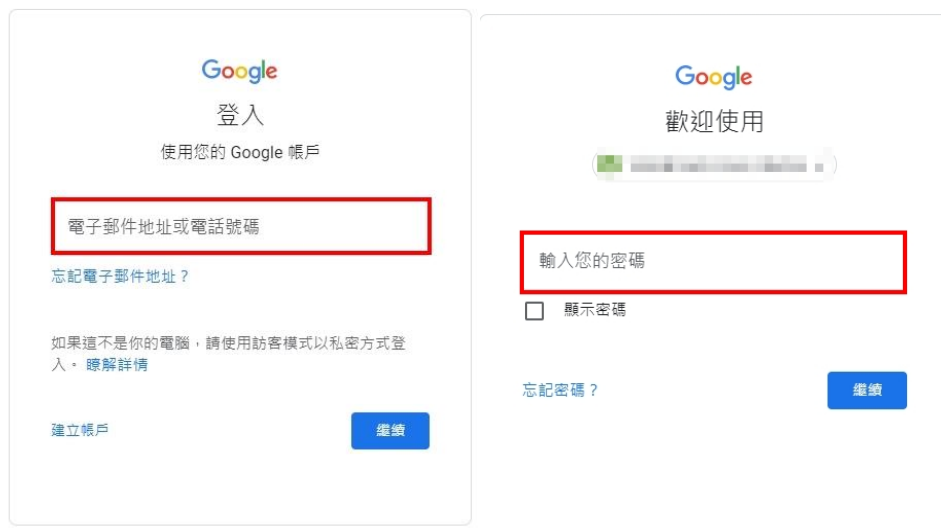 Google
登入
使用您的 Google 帳戶
電子郵件地址或電話號碼
忘記電子郵件地址？
如果這不是你的電腦，請使用訪客模式以私密方式登
入。 瞭解詳情
建立帳戶
繼續
Google
歡迎使用
輸入您的密碼
顯示密碼
忘記密碼？
繼續